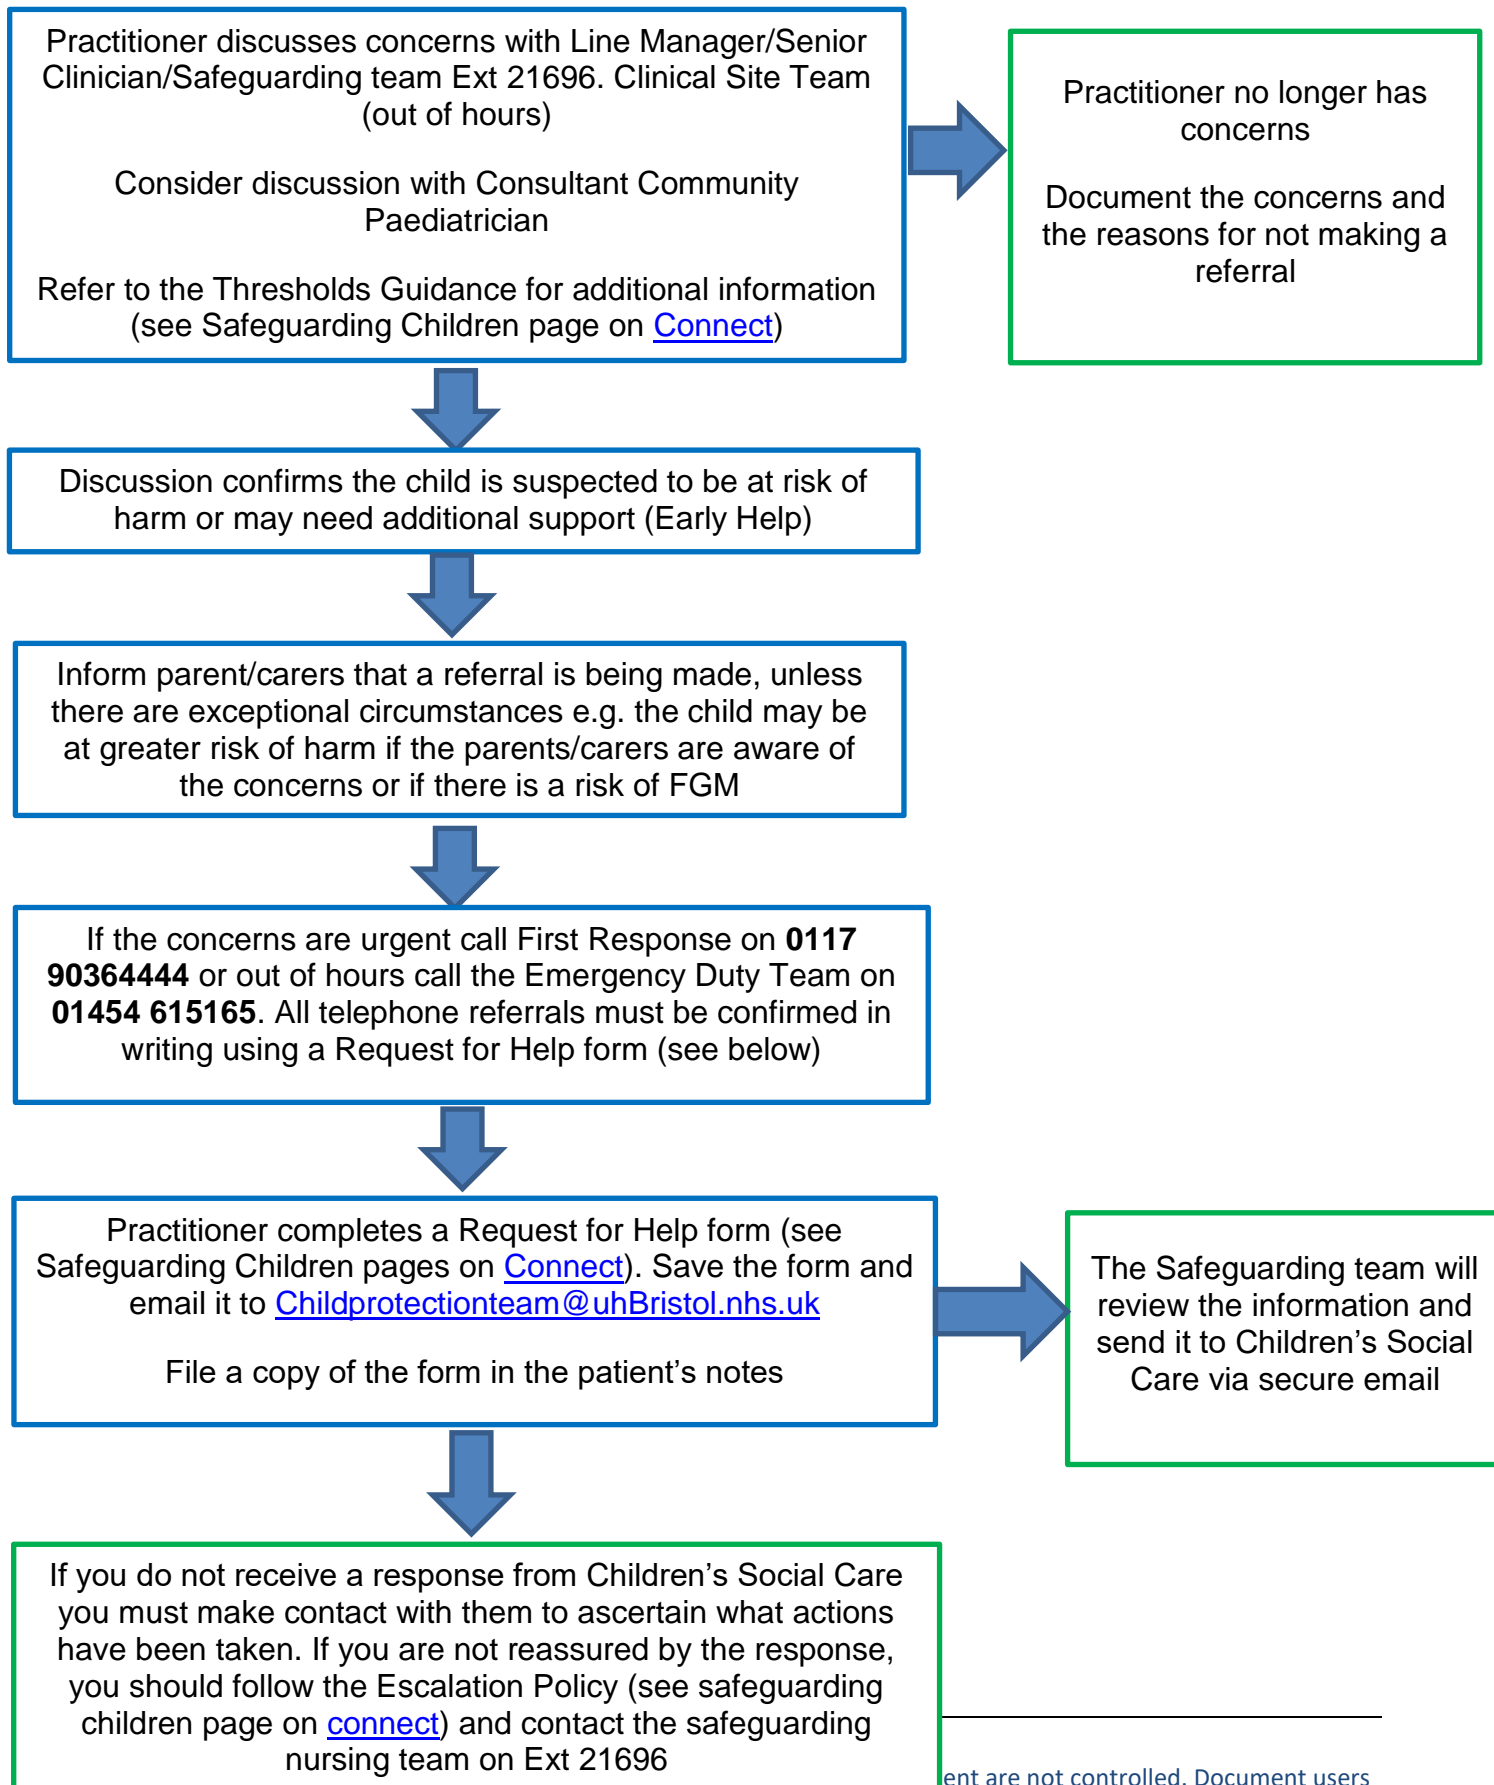 Practitioner discusses concerns with Line Manager/Senior
Clinician/Safeguarding team Ext 21696. Clinical Site Team
(out of hours)
Consider discussion with Consultant Community
Paediatrician
Refer to the Thresholds Guidance for additional information
(see Safeguarding Children page on Connect)
Practitioner no longer has
concerns
Document the concerns and
the reasons for not making a
referral
Discussion confirms the child is suspected to be at risk of
harm or may need additional support (Early Help)
Inform parent/carers that a referral is being made, unless
there are exceptional circumstances e.g. the child may be
at greater risk of harm if the parents/carers are aware of
the concerns or if there is a risk of FGM
If the concerns are urgent call First Response on 0117
90364444 or out of hours call the Emergency Duty Team on
01454 615165. All telephone referrals must be confirmed in
writing using a Request for Help form (see below)
Practitioner completes a Request for Help form (see
Safeguarding Children pages on Connect). Save the form and
email it to Childprotectionteam@uhBristol.nhs.uk
File a copy of the form in the patient's notes
The Safeguarding team will
review the information and
send it to Children's Social
Care via secure email
If you do not receive a response from Children's Social Care
you must make contact with them to ascertain what actions
have been taken. If you are not reassured by the response,
you should follow the Escalation Policy (see safeguarding
children page on connect) and contact the safeguarding
nursing team on Ext 21696
ent are not controlled. Document users